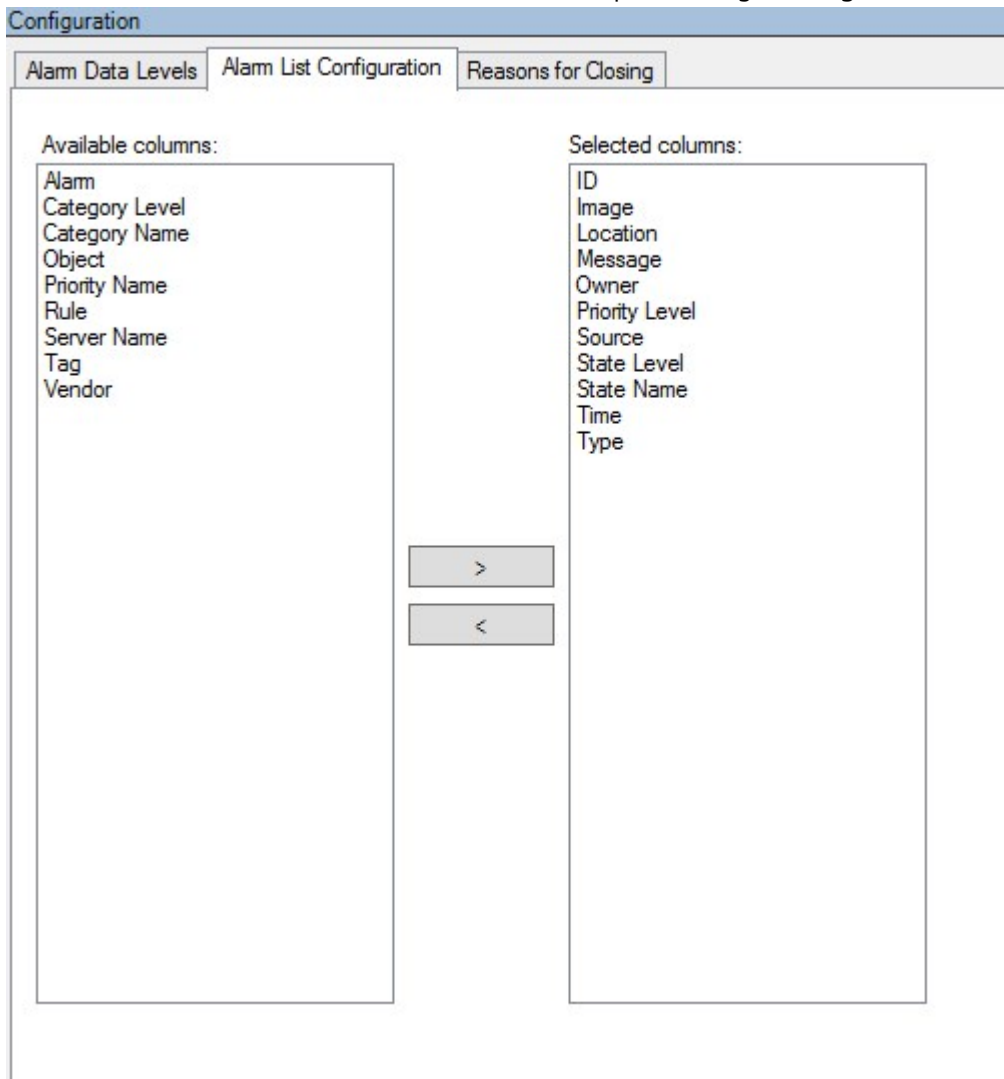 Configuration
Alarm Data Levels
Alarm List Configuration
Reasons for Closing
Available columns:
Alarm
Category Level
Category Name
Object
Priority Name
Rule
Server Name
Tag
Vendor
>
<
Selected columns:
ID
Image
Location
Message
Owner
Priority Level
Source
State Level
State Name
Time
Type